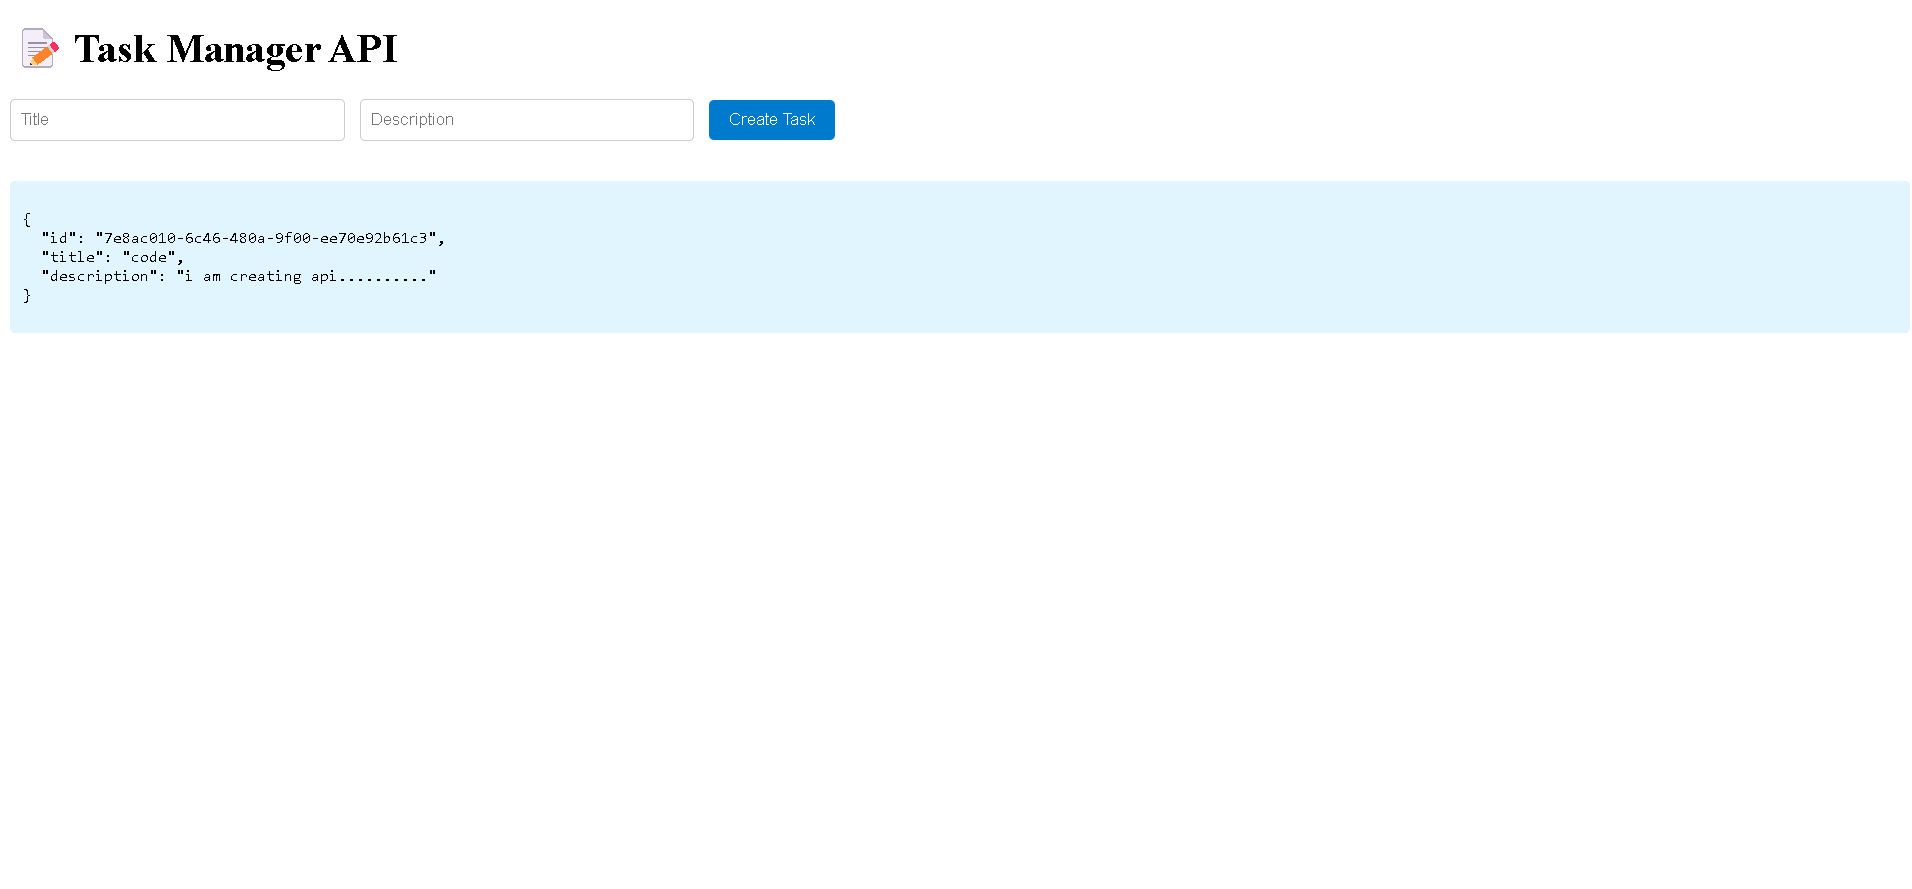 Task Manager API
Title
Description
Create Task
{
"id": "7e8ac010-6c46-480a-9f00-ee70e92b61c3",
"title": "code",
"description": "i am creating api.........."
}